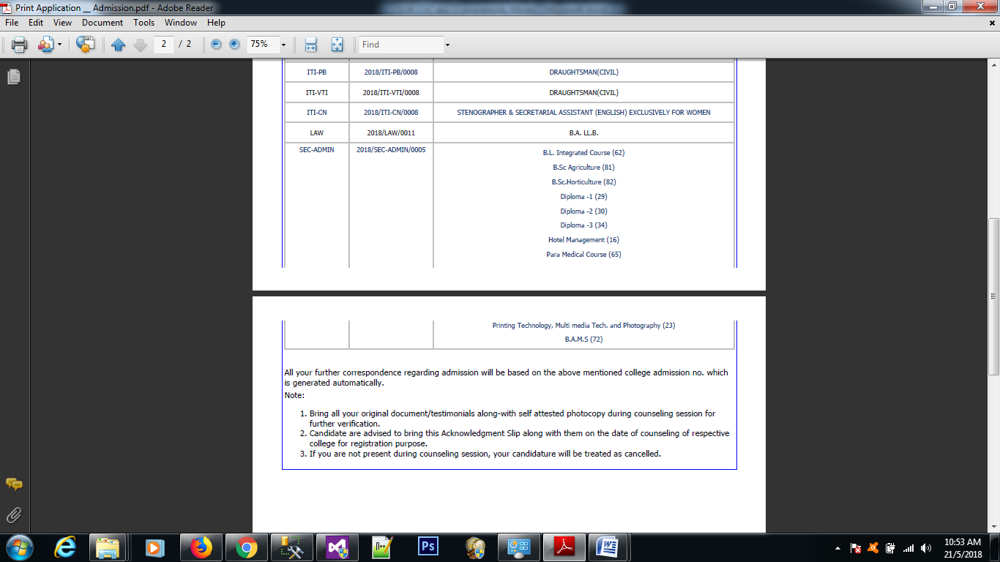 Print Application __ Admission.pdf - Adobe Reader
File Edit View Document Tools Window Help
2 / 2 75% Find
ITI-PB 2018/ITI-PB/0008 DRAUGHTSMAN(CIVIL)
ITI-VTI 2018/ITI-VTI/0008 DRAUGHTSMAN(CIVIL)
ITI-CN 2018/ITI-CN/0008 STENOGRAPHER & SECRETARIAL ASSISTANT (ENGLISH) EXCLUSIVELY FOR WOMEN
LAW 2018/LAW/0011 B.A. LL.B.
SEC-ADMIN 2018/SEC-ADMIN/0005 B.L. Integrated Course (62)
B.Sc Agriculture (81)
B.Sc.Horticulture (82)
Diploma -1 (29)
Diploma -2 (30)
Diploma -3 (34)
Hotel Management (16)
Para Medical Course (65)
Printing Technology, Multi media Tech. and Photography (23)
B.A.M.S (72)
All your further correspondence regarding admission will be based on the above mentioned college admission no. which
is generated automatically.
Note:
1. Bring all your original document/testimonials along-with self attested photocopy during counseling session for
further verification.
2. Candidate are advised to bring this Acknowledgment Slip along with them on the date of counseling of respective
college for registration purpose.
3. If you are not present during counseling session, your candidature will be treated as cancelled.
Ps
10:53 AM
21/5/2018